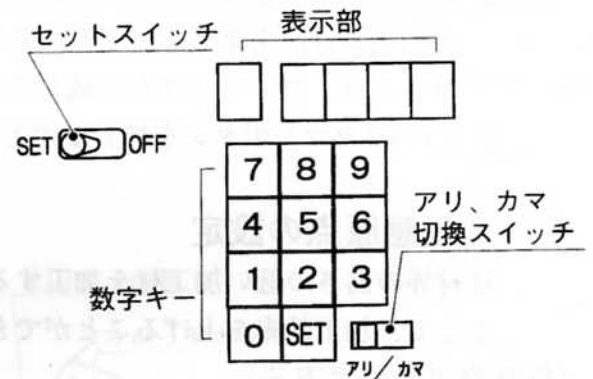 セットスイッチ
表示部
SET
OFF
7 8 9
4 5 6
1 2 3
0 SET
数字キー
アリ、カマ
切換スイッチ
アリ／カマ